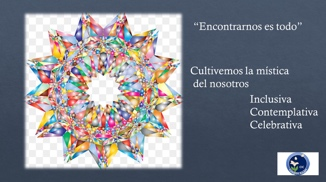 “Encontrarnos es todo”
Cultivemos la mística
del nosotros
Inclusiva
Contemplativa
Celebrativa